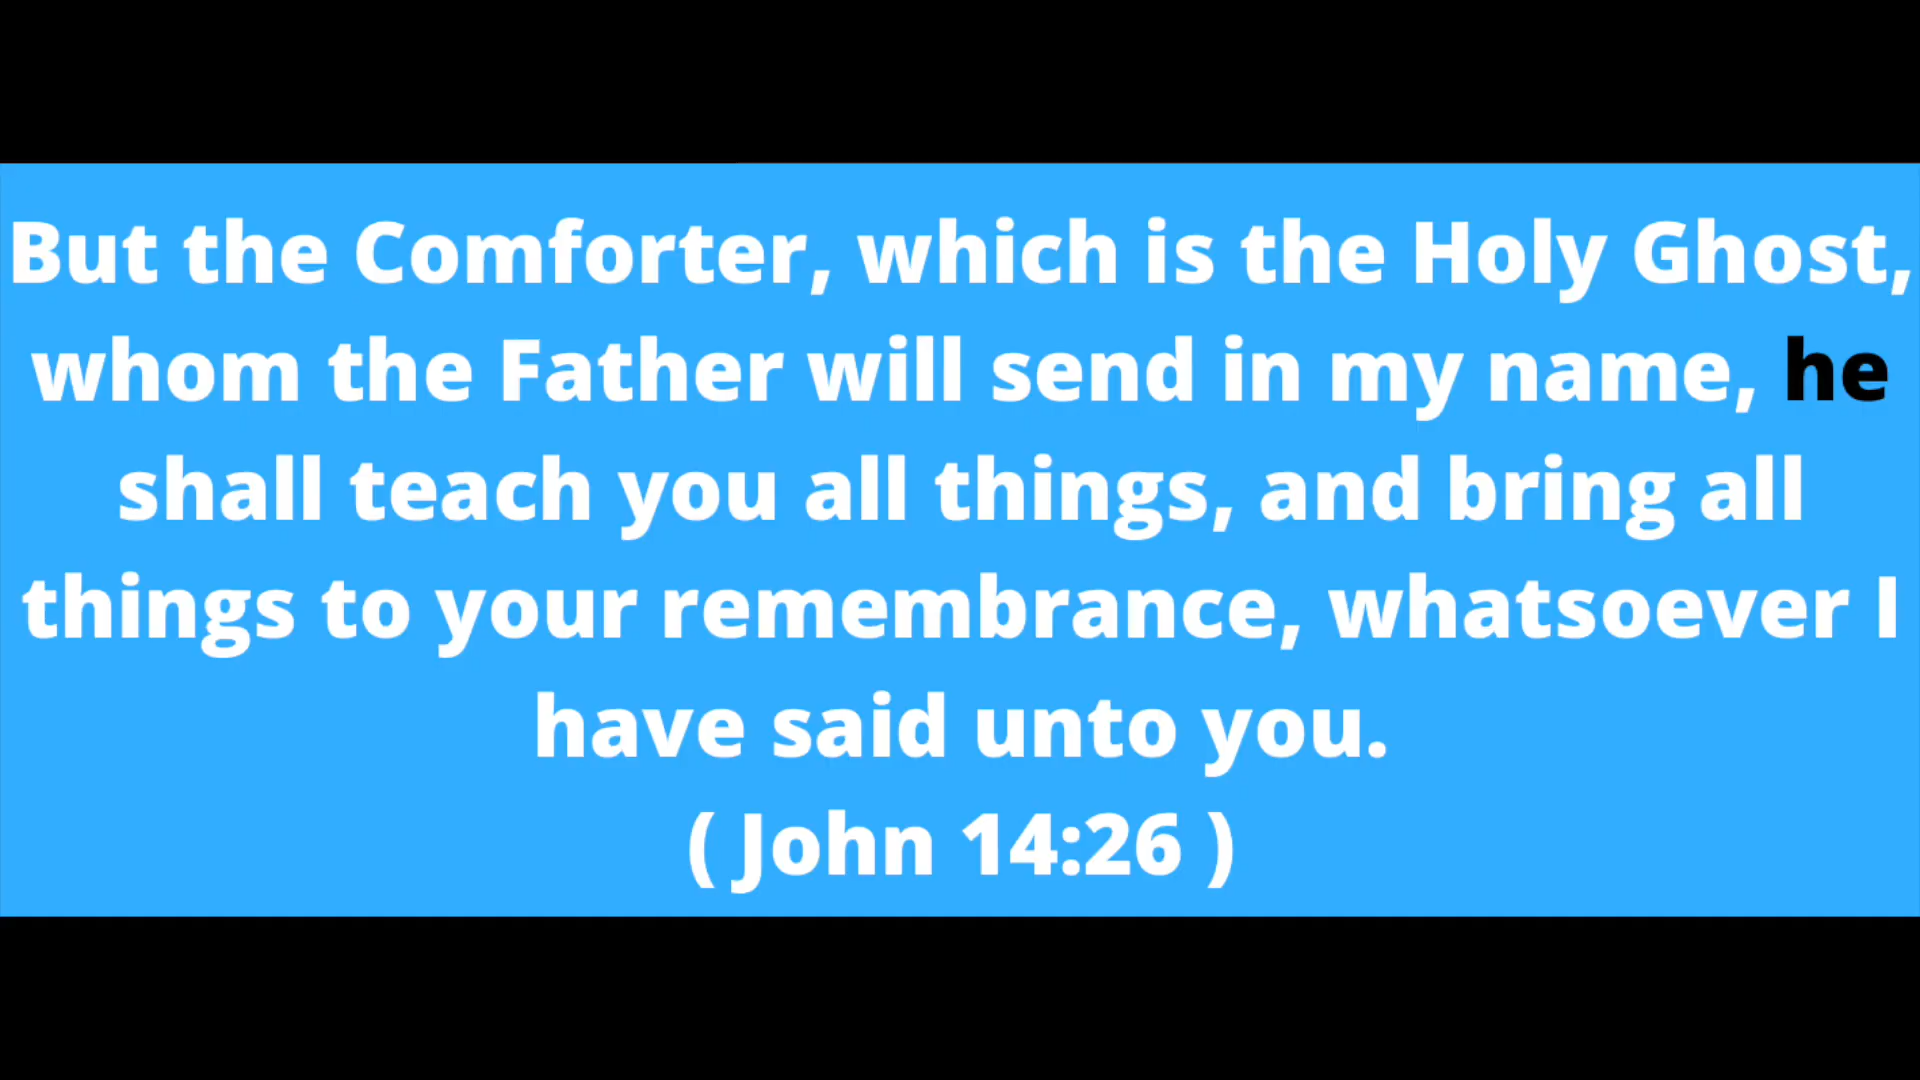 But the Comforter, which is the Holy Ghost,
whom the Father will send in my name, he
shall teach you all things, and bring all
things to your remembrance, whatsoever I
have said unto you.
( John 14:26 )